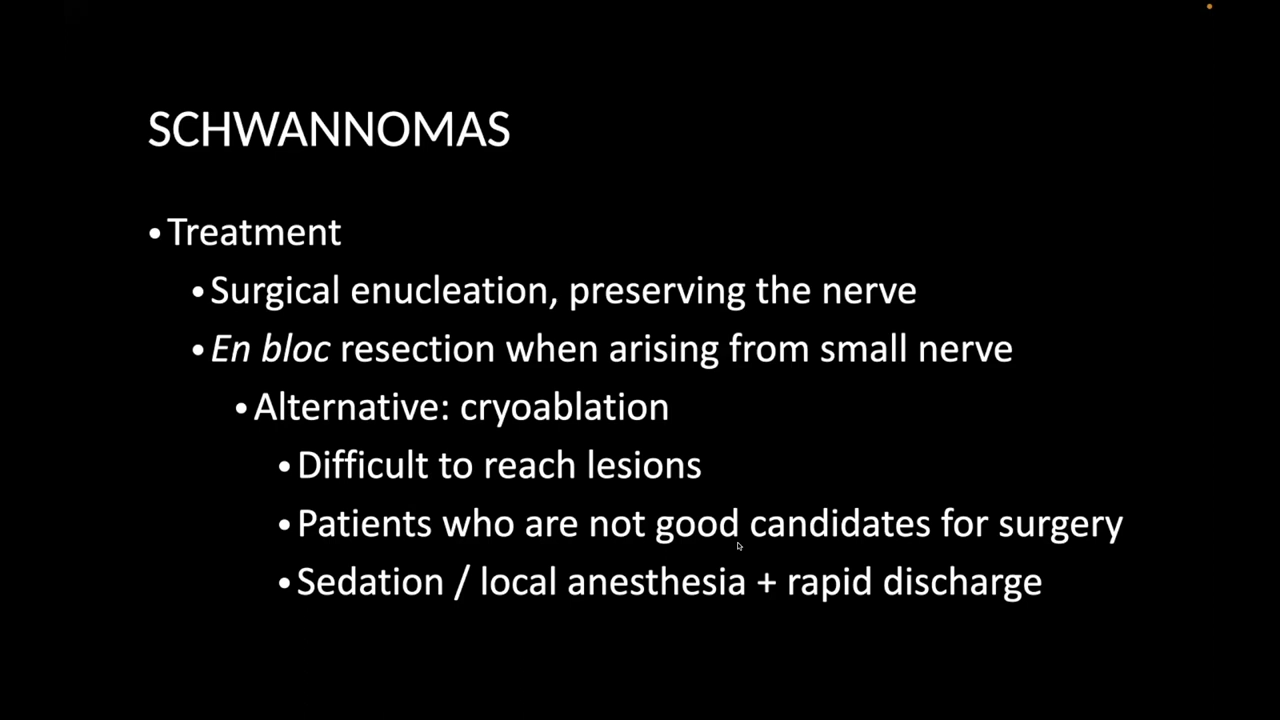 SCHWANNOMAS
• Treatment
• Surgical enucleation, preserving the nerve
• En bloc resection when arising from small nerve
• Alternative: cryoablation
• Difficult to reach lesions
• Patients who are not good candidates for surgery
• Sedation / local anesthesia + rapid discharge